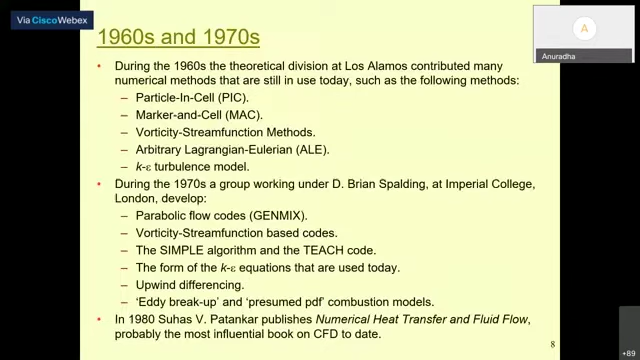 Via Cisco Webex
1960s and 1970s
• During the 1960s the theoretical division at Los Alamos contributed many
numerical methods that are still in use today, such as the following methods:
– Particle-In-Cell (PIC).
– Marker-and-Cell (MAC).
– Vorticity-Streamfunction Methods.
– Arbitrary Lagrangian-Eulerian (ALE).
– k-ε turbulence model.
• During the 1970s a group working under D. Brian Spalding, at Imperial College,
London, develop:
– Parabolic flow codes (GENMIX).
– Vorticity-Streamfunction based codes.
– The SIMPLE algorithm and the TEACH code.
– The form of the k-ε equations that are used today.
– Upwind differencing.
– ‘Eddy break-up’ and ‘presumed pdf’ combustion models.
• In 1980 Suhas V. Patankar publishes Numerical Heat Transfer and Fluid Flow,
probably the most influential book on CFD to date.
8
A
Anuradha
+89